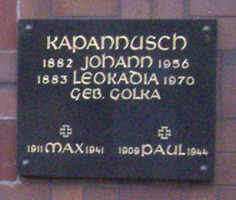 KAPANNUSCH
1882 JOHANN 1956
1883 LEOKADIA 1970
GEB. GOLKA
1911 MAX 1941 1909 PAUL 1944